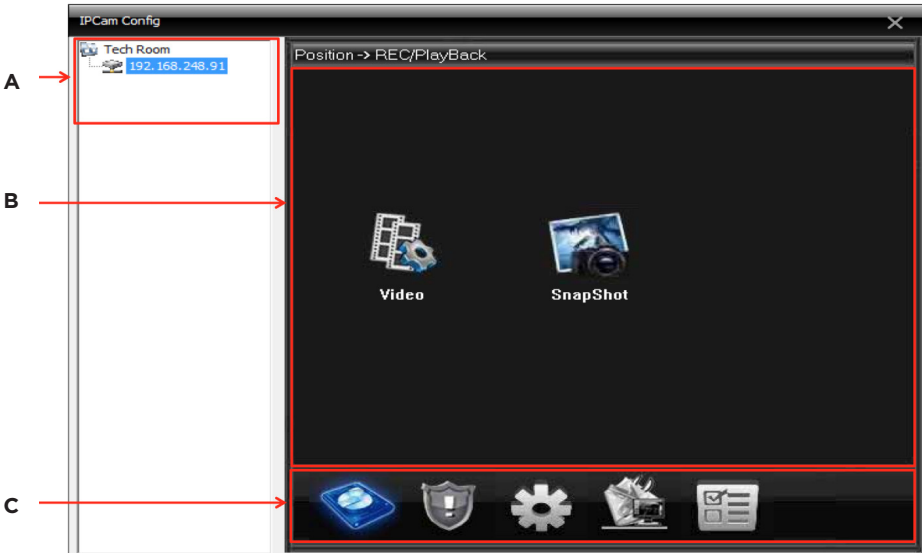 IPCam Config
Tech Room
192.168.248.91
Position -> REC/PlayBack
A
B
Video
SnapShot
C